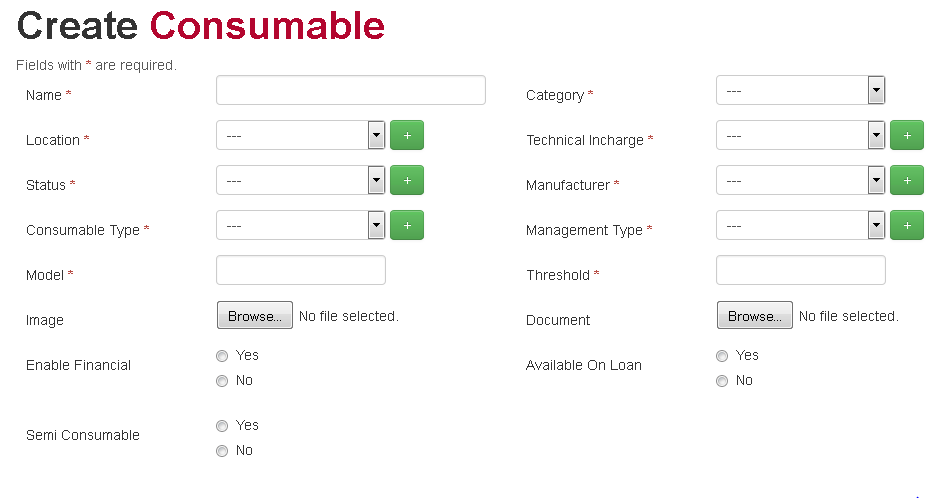 Create Consumable
Fields with * are required.
Name * Category * ---
Location * --- + Technical Incharge * --- +
Status * --- + Manufacturer * --- +
Consumable Type * --- + Management Type * --- +
Model * Threshold *
Image Browse... No file selected. Document Browse... No file selected.
Enable Financial Yes Available On Loan Yes
No No
Semi Consumable Yes
No